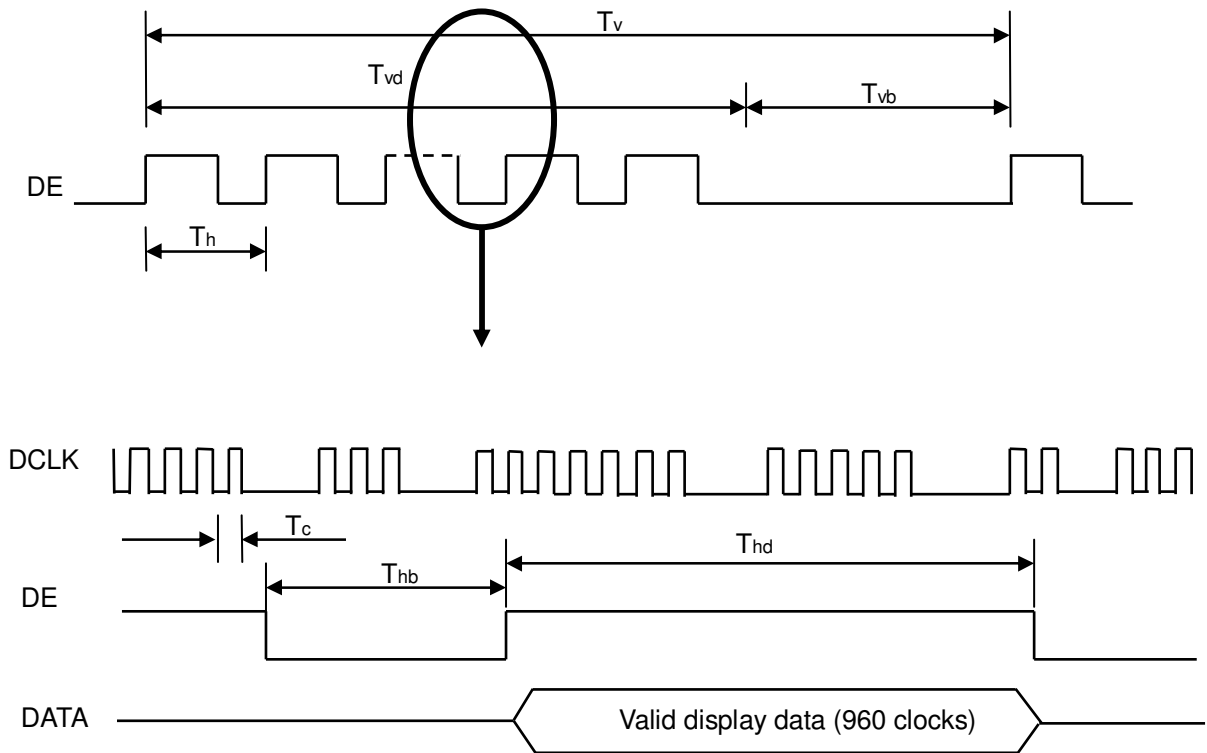 Tv
Tvd
Tvb
DE
Th
DCLK
Tc
Thd
Thb
DE
DATA
Valid display data (960 clocks)